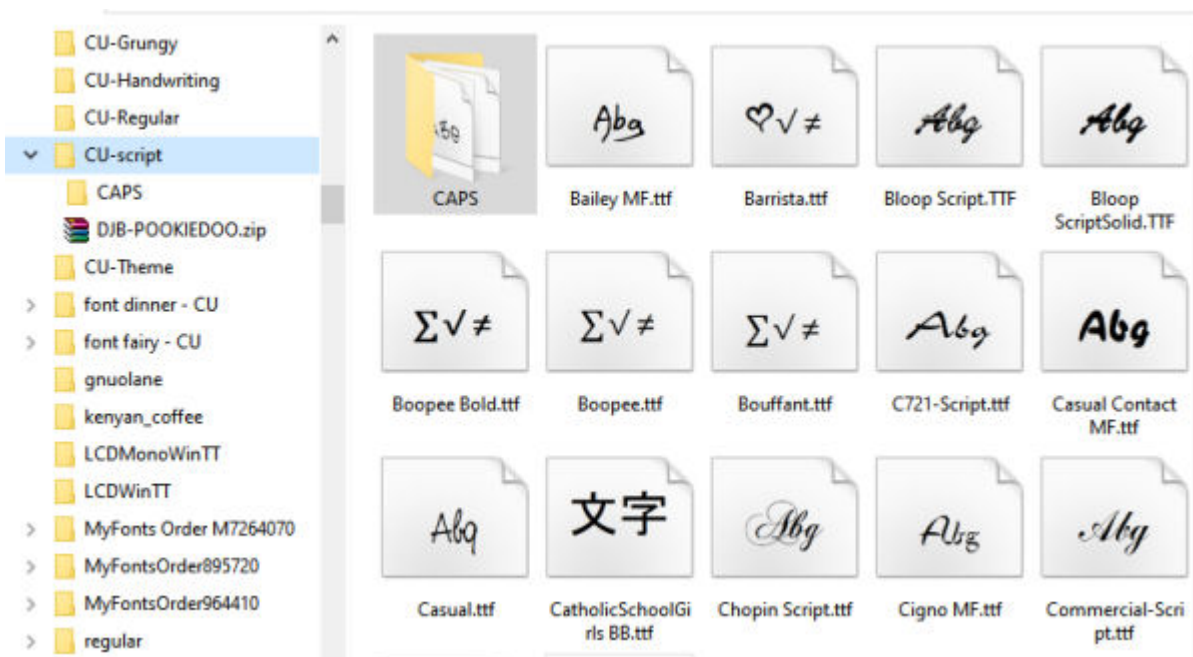 CU-Grungy
CU-Handwriting
CU-Regular
CU-script
CAPS
DJB-POOKIEDOO.zip
CU-Theme
font dinner - CU
font fairy - CU
gnuolane
kenyan_coffee
LCDMonoWinTT
LCDWinTT
MyFonts Order M7264070
MyFontsOrder895720
MyFontsOrder964410
regular
Abg
Abg
♡√≠
Abg
Abg
CAPS
Bailey MF.ttf
Barrista.ttf
Bloop Script.TTF
Bloop
ScriptSolid.TTF
∑√≠
∑√≠
∑√≠
Abg
Abg
Boopee Bold.ttf
Boopee.ttf
Bouffant.ttf
C721-Script.ttf
Casual Contact
MF.ttf
Abg
文字
Abg
Abg
Abg
Casual.ttf
CatholicSchoolGi
rls BB.ttf
Chopin Script.ttf
Cigno MF.ttf
Commercial-Scri
pt.ttf